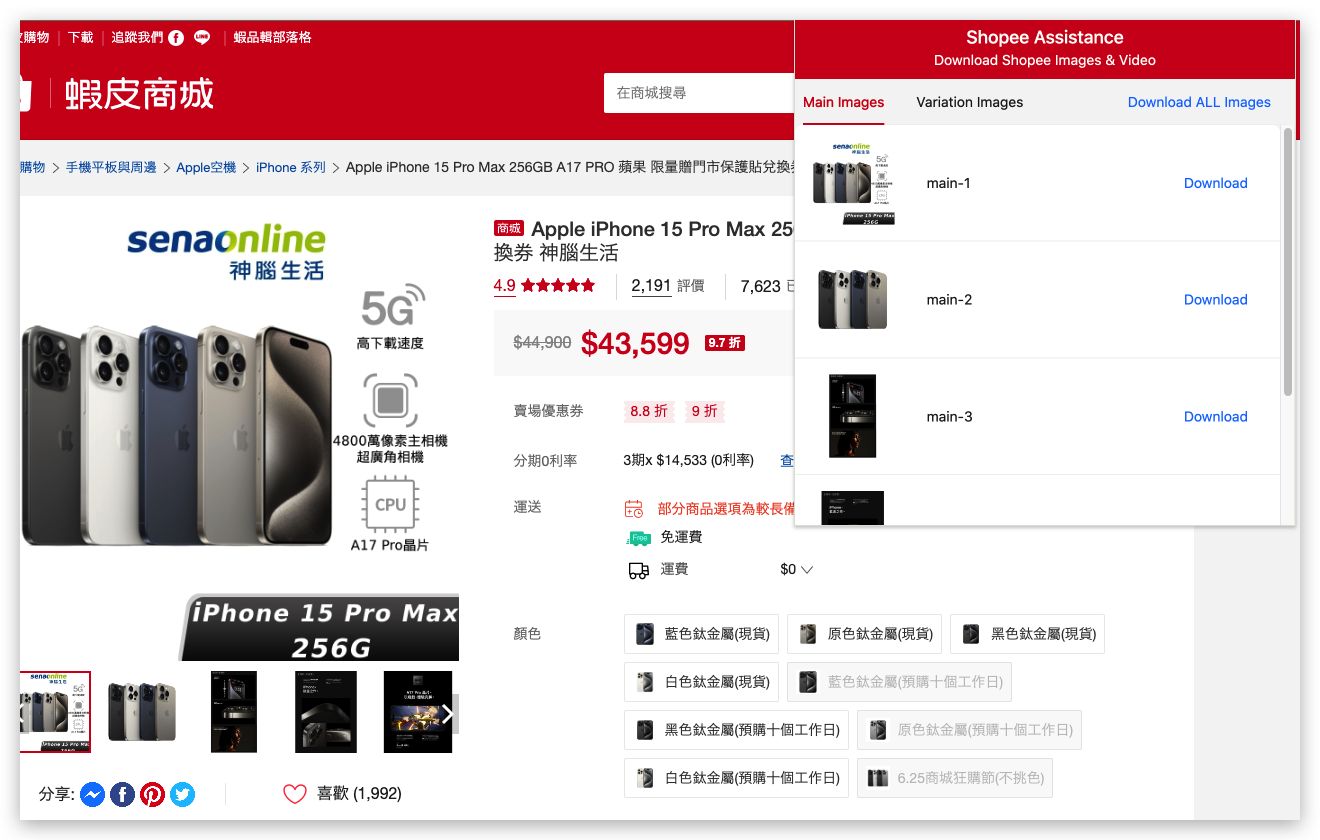 購物 | 下載 | 追蹤我們 | 蝦品輯部落格
蝦皮商城
在商城搜尋
購物 > 手機平板與周邊 > Apple空機 > iPhone 系列 > Apple iPhone 15 Pro Max 256GB A17 PRO 蘋果 限量贈門市保護貼兌換
senaonline
神腦生活
5G
高下載速度
4800萬像素主相機
超廣角相機
CPU
A17 Pro晶片
iPhone 15 Pro Max
256G
分享:
喜歡 (1,992)
商城 Apple iPhone 15 Pro Max 25
換券 神腦生活
4.9
2,191 評價
7,623
$44,900 $43,599 9.7 折
賣場優惠券 8.8 折 9 折
分期0利率 3期x $14,533 (0利率) 查
運送 部分商品選項為較長備
Free 免運費
運費 $0
顏色 藍色鈦金屬(現貨) 原色鈦金屬(現貨) 黑色鈦金屬(現貨)
白色鈦金屬(現貨) 藍色鈦金屬(預購十個工作日)
黑色鈦金屬(預購十個工作日) 原色鈦金屬(預購十個工作日)
白色鈦金屬(預購十個工作日) 6.25商城狂購節(不挑色)
Shopee Assistance
Download Shopee Images & Video
Main Images Variation Images Download ALL Images
main-1 Download
main-2 Download
main-3 Download